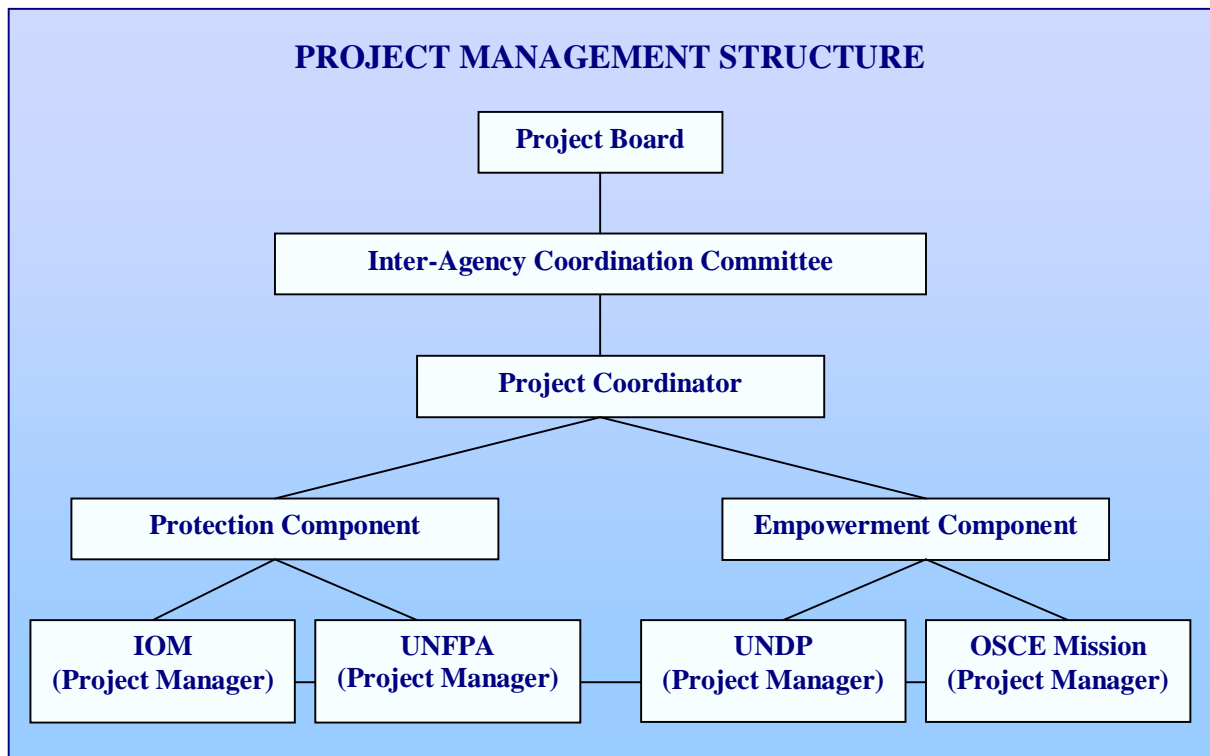 PROJECT MANAGEMENT STRUCTURE
Project Board
Inter-Agency Coordination Committee
Project Coordinator
Protection Component
Empowerment Component
IOM
(Project Manager)
UNFPA
(Project Manager)
UNDP
(Project Manager)
OSCE Mission
(Project Manager)